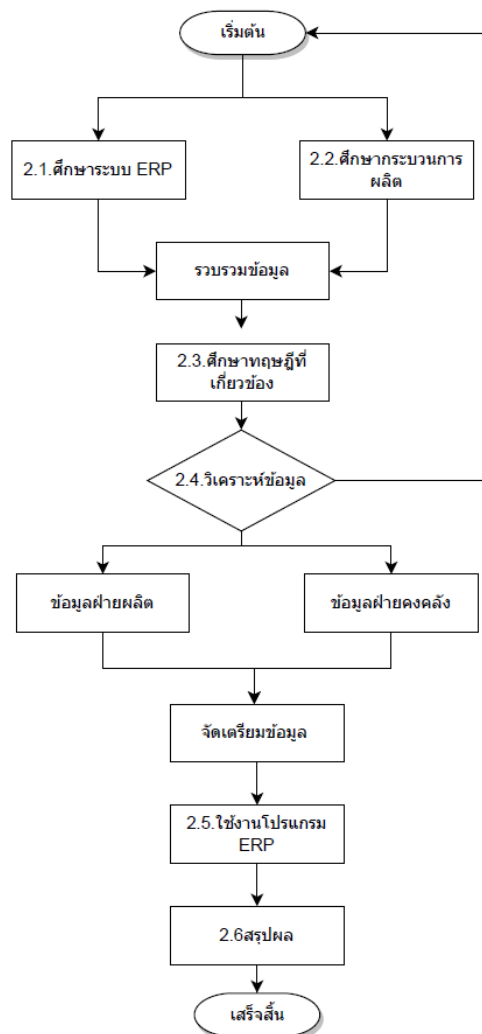 เริ่มต้น
2.1.ศึกษาระบบ ERP
2.2.ศึกษากระบวนการ
ผลิต
รวบรวมข้อมูล
2.3.ศึกษาทฤษฎีที่
เกี่ยวข้อง
2.4.วิเคราะห์ข้อมูล
ข้อมูลฝ่ายผลิต
ข้อมูลฝ่ายคงคลัง
จัดเตรียมข้อมูล
2.5.ใช้งานโปรแกรม
ERP
2.6สรุปผล
เสร็จสิ้น